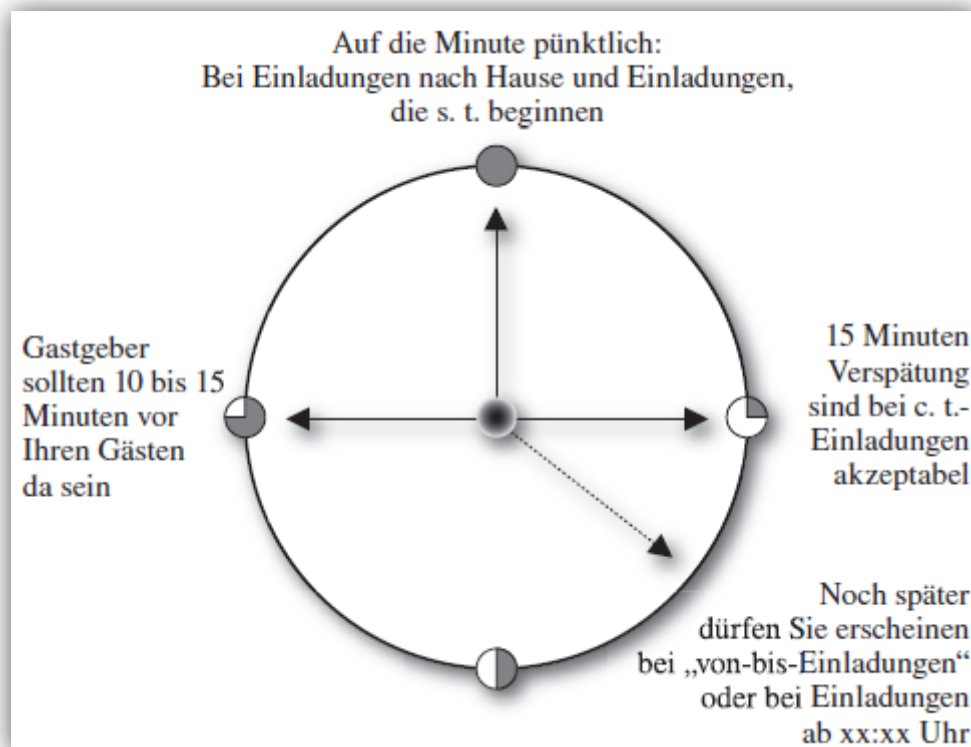 Auf die Minute pünktlich:
Bei Einladungen nach Hause und Einladungen,
die s. t. beginnen
Gastgeber
sollten 10 bis 15
Minuten vor
Ihren Gästen
da sein
15 Minuten
Verspätung
sind bei c. t.-
Einladungen
akzeptabel
Noch später
dürfen Sie erscheinen
bei „von-bis-Einladungen“
oder bei Einladungen
ab xx:xx Uhr